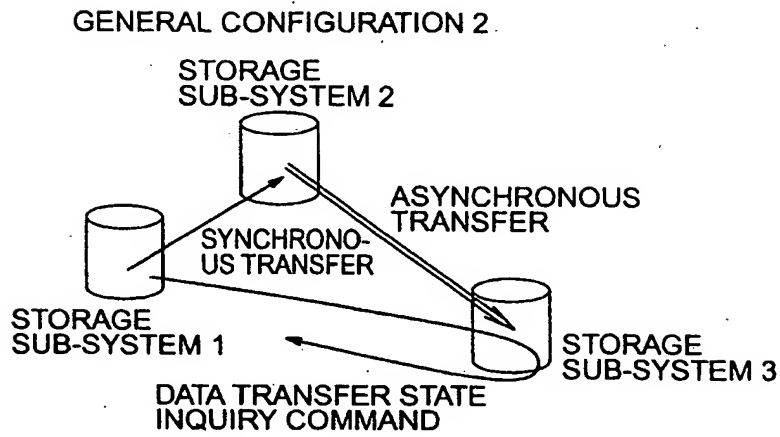 GENERAL CONFIGURATION 2
STORAGE
SUB-SYSTEM 2
ASYNCHRONOUS
TRANSFER
SYNCHRONO-
US TRANSFER
STORAGE
SUB-SYSTEM 1
STORAGE
SUB-SYSTEM 3
DATA TRANSFER STATE
INQUIRY COMMAND